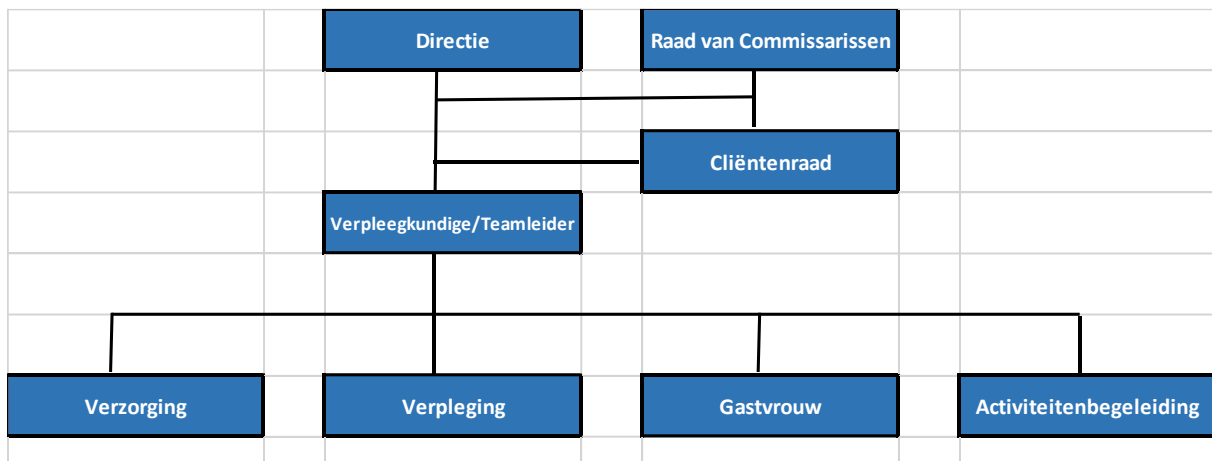 Directie
Raad van Commissarissen
Cliëntenraad
Verpleegkundige/Teamleider
Verzorging
Verpleging
Gastvrouw
Activiteitenbegeleiding